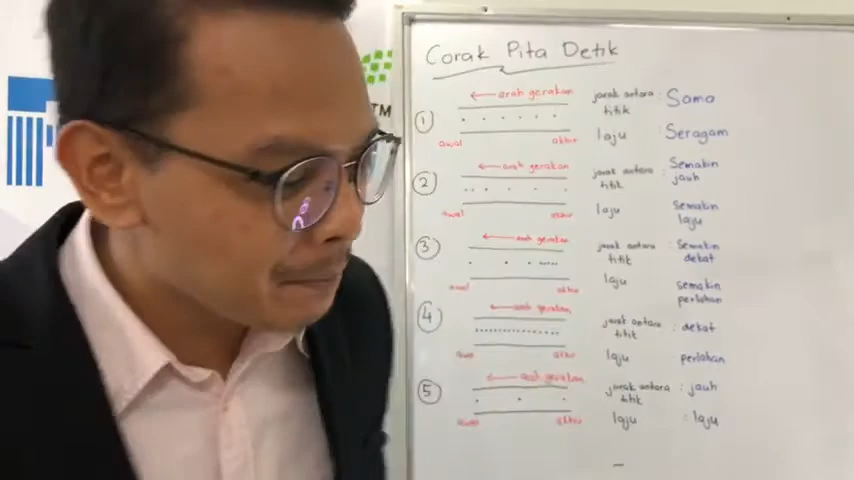 Corak Pita Detik
TM
1
← arah gerakan
awal akhir
jarak antara titik : Sama
laju : Seragam
2
← arah gerakan
awal akhir
jarak antara titik : Semakin jauh
laju Semakin laju
3
← arah gerakan
awal akhir
jarak antara titik : Semakin dekat
laju semakin perlahan
4
← arah gerakan
awal akhir
jarak antara titik : dekat
laju perlahan
5
← arah gerakan
awal akhir
jarak antara titik : jauh
laju : laju